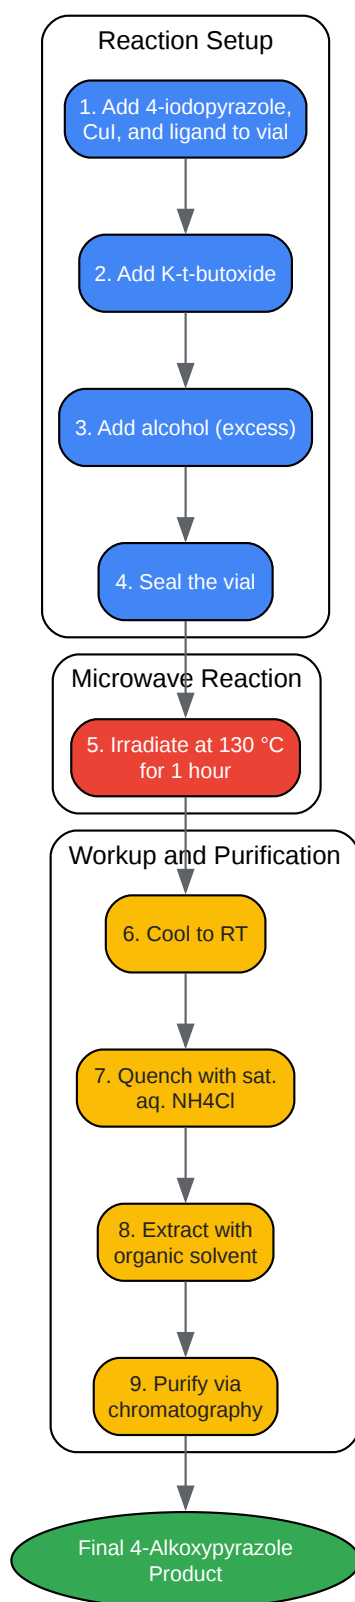 Reaction Setup
1. Add 4-iodopyrazole,
CuI, and ligand to vial
2. Add K-t-butoxide
3. Add alcohol (excess)
4. Seal the vial
Microwave Reaction
5. Irradiate at 130 °C
for 1 hour
Workup and Purification
6. Cool to RT
7. Quench with sat.
aq. NH4Cl
8. Extract with
organic solvent
9. Purify via
chromatography
Final 4-Alkoxypyrazole
Product